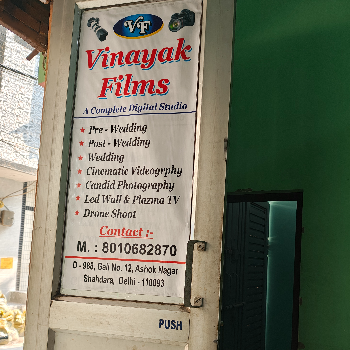 VF
Vinayak
Films
A Complete Digital Studio
Pre - Wedding
Post - Wedding
Wedding
Cinematic Videogrphy
Candid Photography
Led Wall & Plazma TV
Drone Shoot
Contact :-
M. : 8010682870
D - 988, Gali No. 12, Ashok Nagar
Shahdara, Delhi - 110093
PUSH